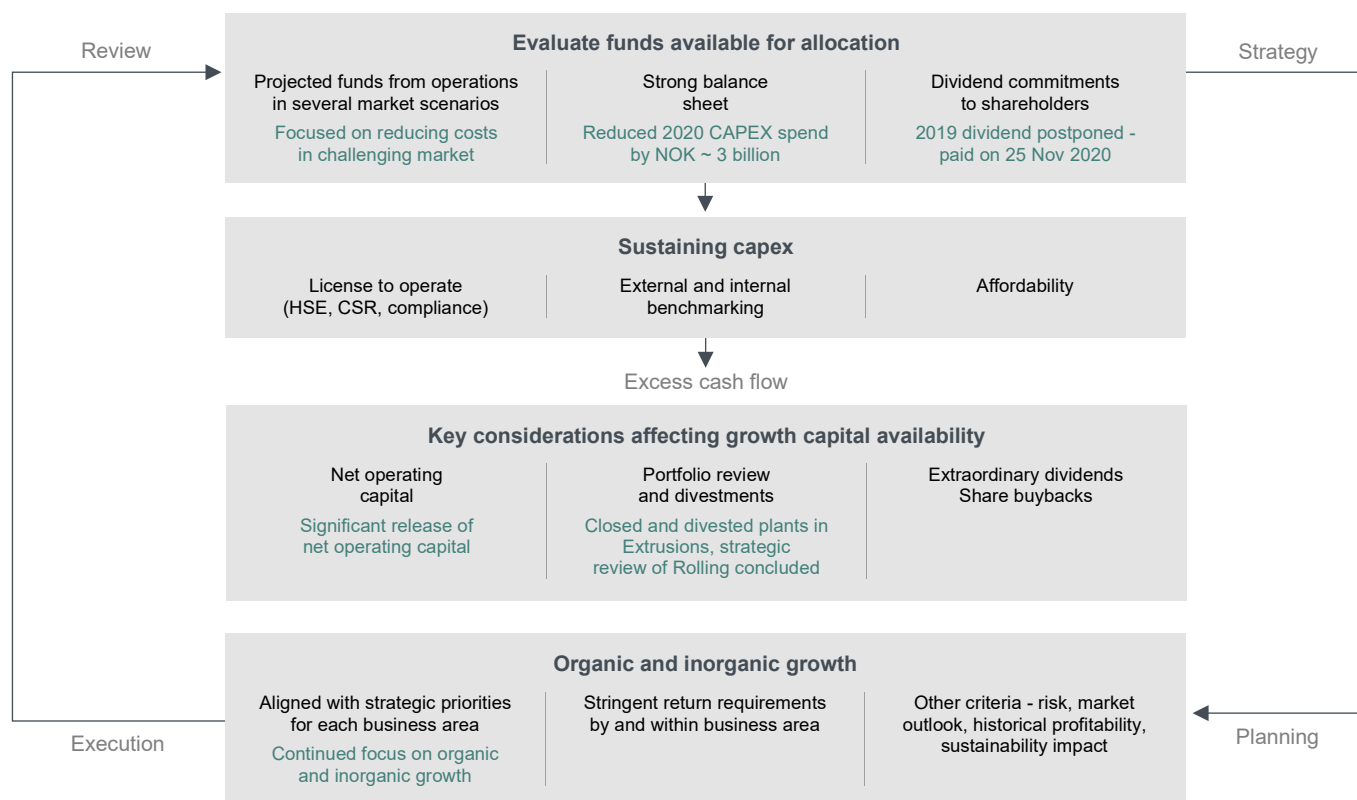 Review
Strategy
Evaluate funds available for allocation
Projected funds from operations
in several market scenarios
Focused on reducing costs
in challenging market
Strong balance
sheet
Reduced 2020 CAPEX spend
by NOK ~ 3 billion
Dividend commitments
to shareholders
2019 dividend postponed -
paid on 25 Nov 2020
Sustaining capex
License to operate
(HSE, CSR, compliance)
External and internal
benchmarking
Affordability
Excess cash flow
Key considerations affecting growth capital availability
Net operating
capital
Significant release of
net operating capital
Portfolio review
and divestments
Closed and divested plants in
Extrusions, strategic
review of Rolling concluded
Extraordinary dividends
Share buybacks
Organic and inorganic growth
Aligned with strategic priorities
for each business area
Continued focus on organic
and inorganic growth
Stringent return requirements
by and within business area
Other criteria - risk, market
outlook, historical profitability,
sustainability impact
Execution
Planning